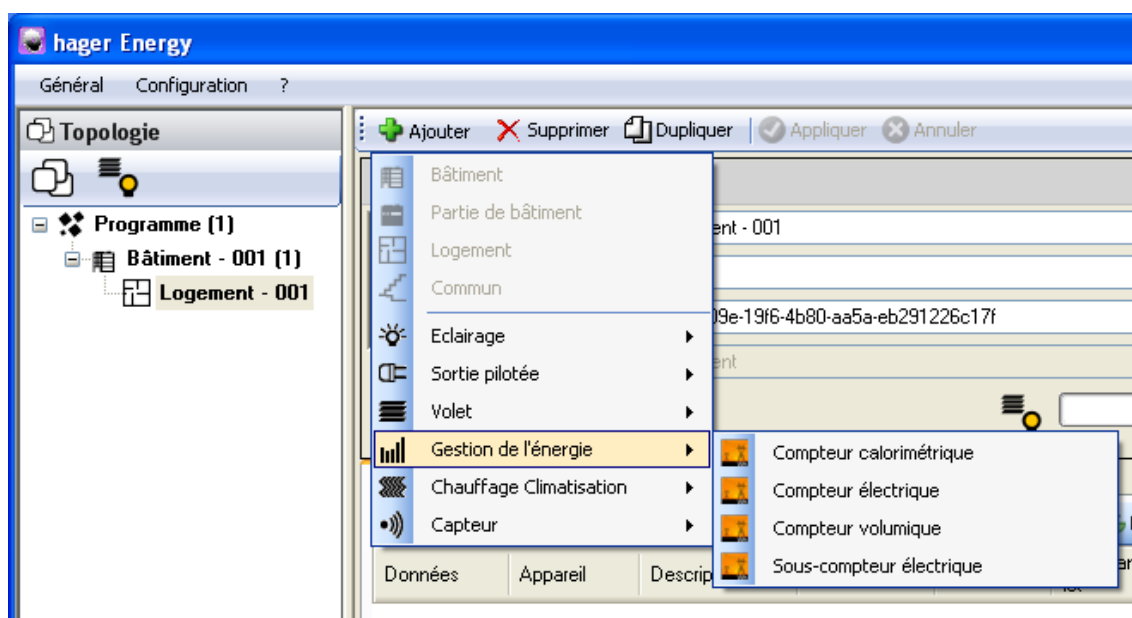 hager Energy
Général Configuration ?
Topologie
Ajouter Supprimer Dupliquer Appliquer Annuler
Programme (1)
Bâtiment - 001 (1)
Logement - 001
Bâtiment
Partie de bâtiment
Logement
Commun
Eclairage
Sortie pilotée
Volet
Gestion de l'énergie
Chauffage Climatisation
Capteur
ent - 001
09e-19f6-4b80-aa5a-eb291226c17f
ent
Compteur calorimétrique
Compteur électrique
Compteur volumique
Sous-compteur électrique
Données Appareil Descrip